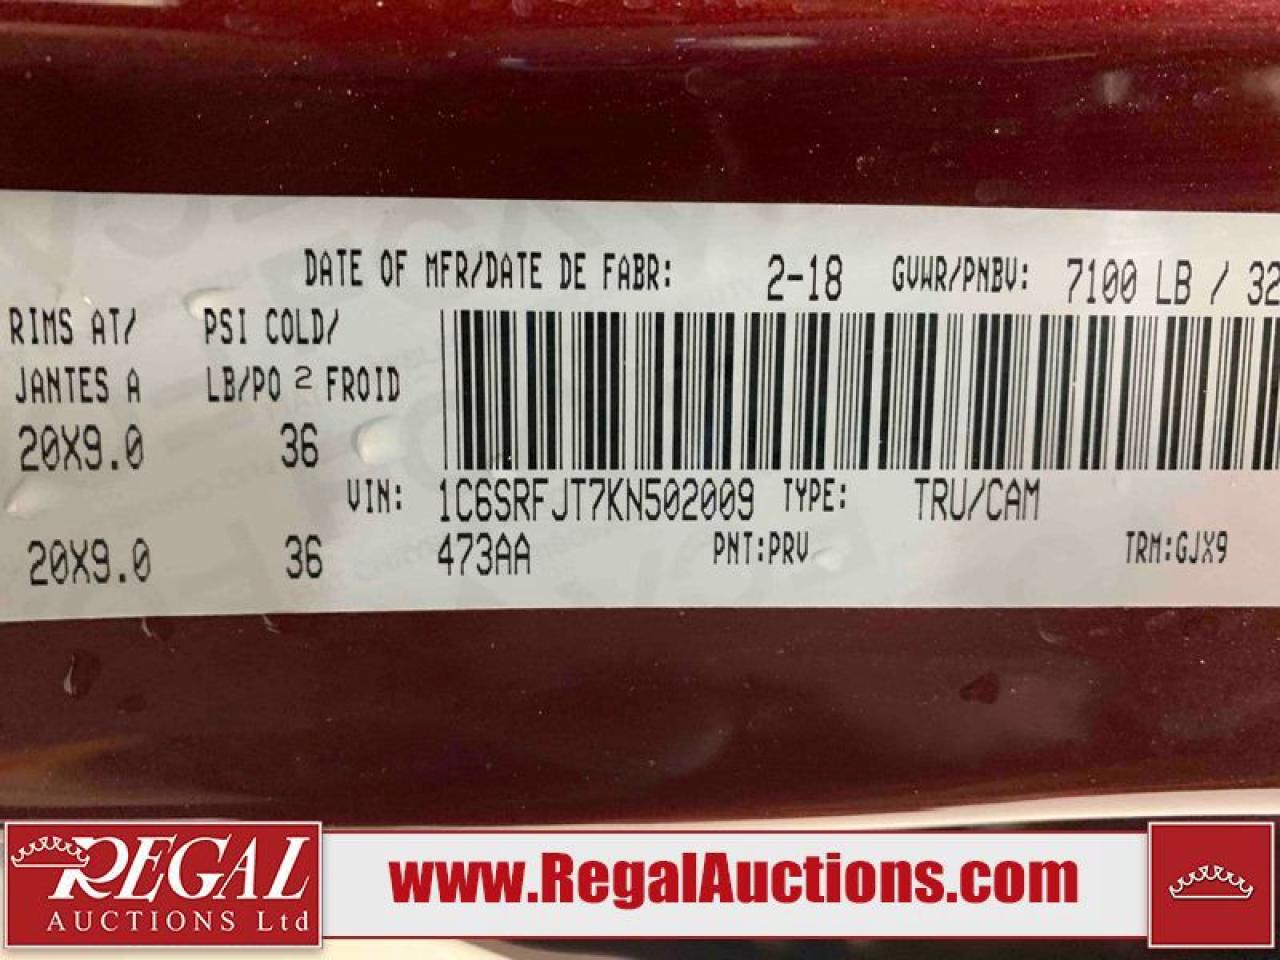 DATE OF MFR/DATE DE FABR: 2-18 GVWR/PNBV: 7100 LB / 32
RIMS AT/ PSI COLD/
JANTES A LB/PO 2 FROID
20X9.0 36
VIN: 1C6SRFJT7KN502009 TYPE: TRU/CAM
20X9.0 36 473AA PNT:PRV TRM:GJX9
REGAL
AUCTIONS Ltd
www.RegalAuctions.com